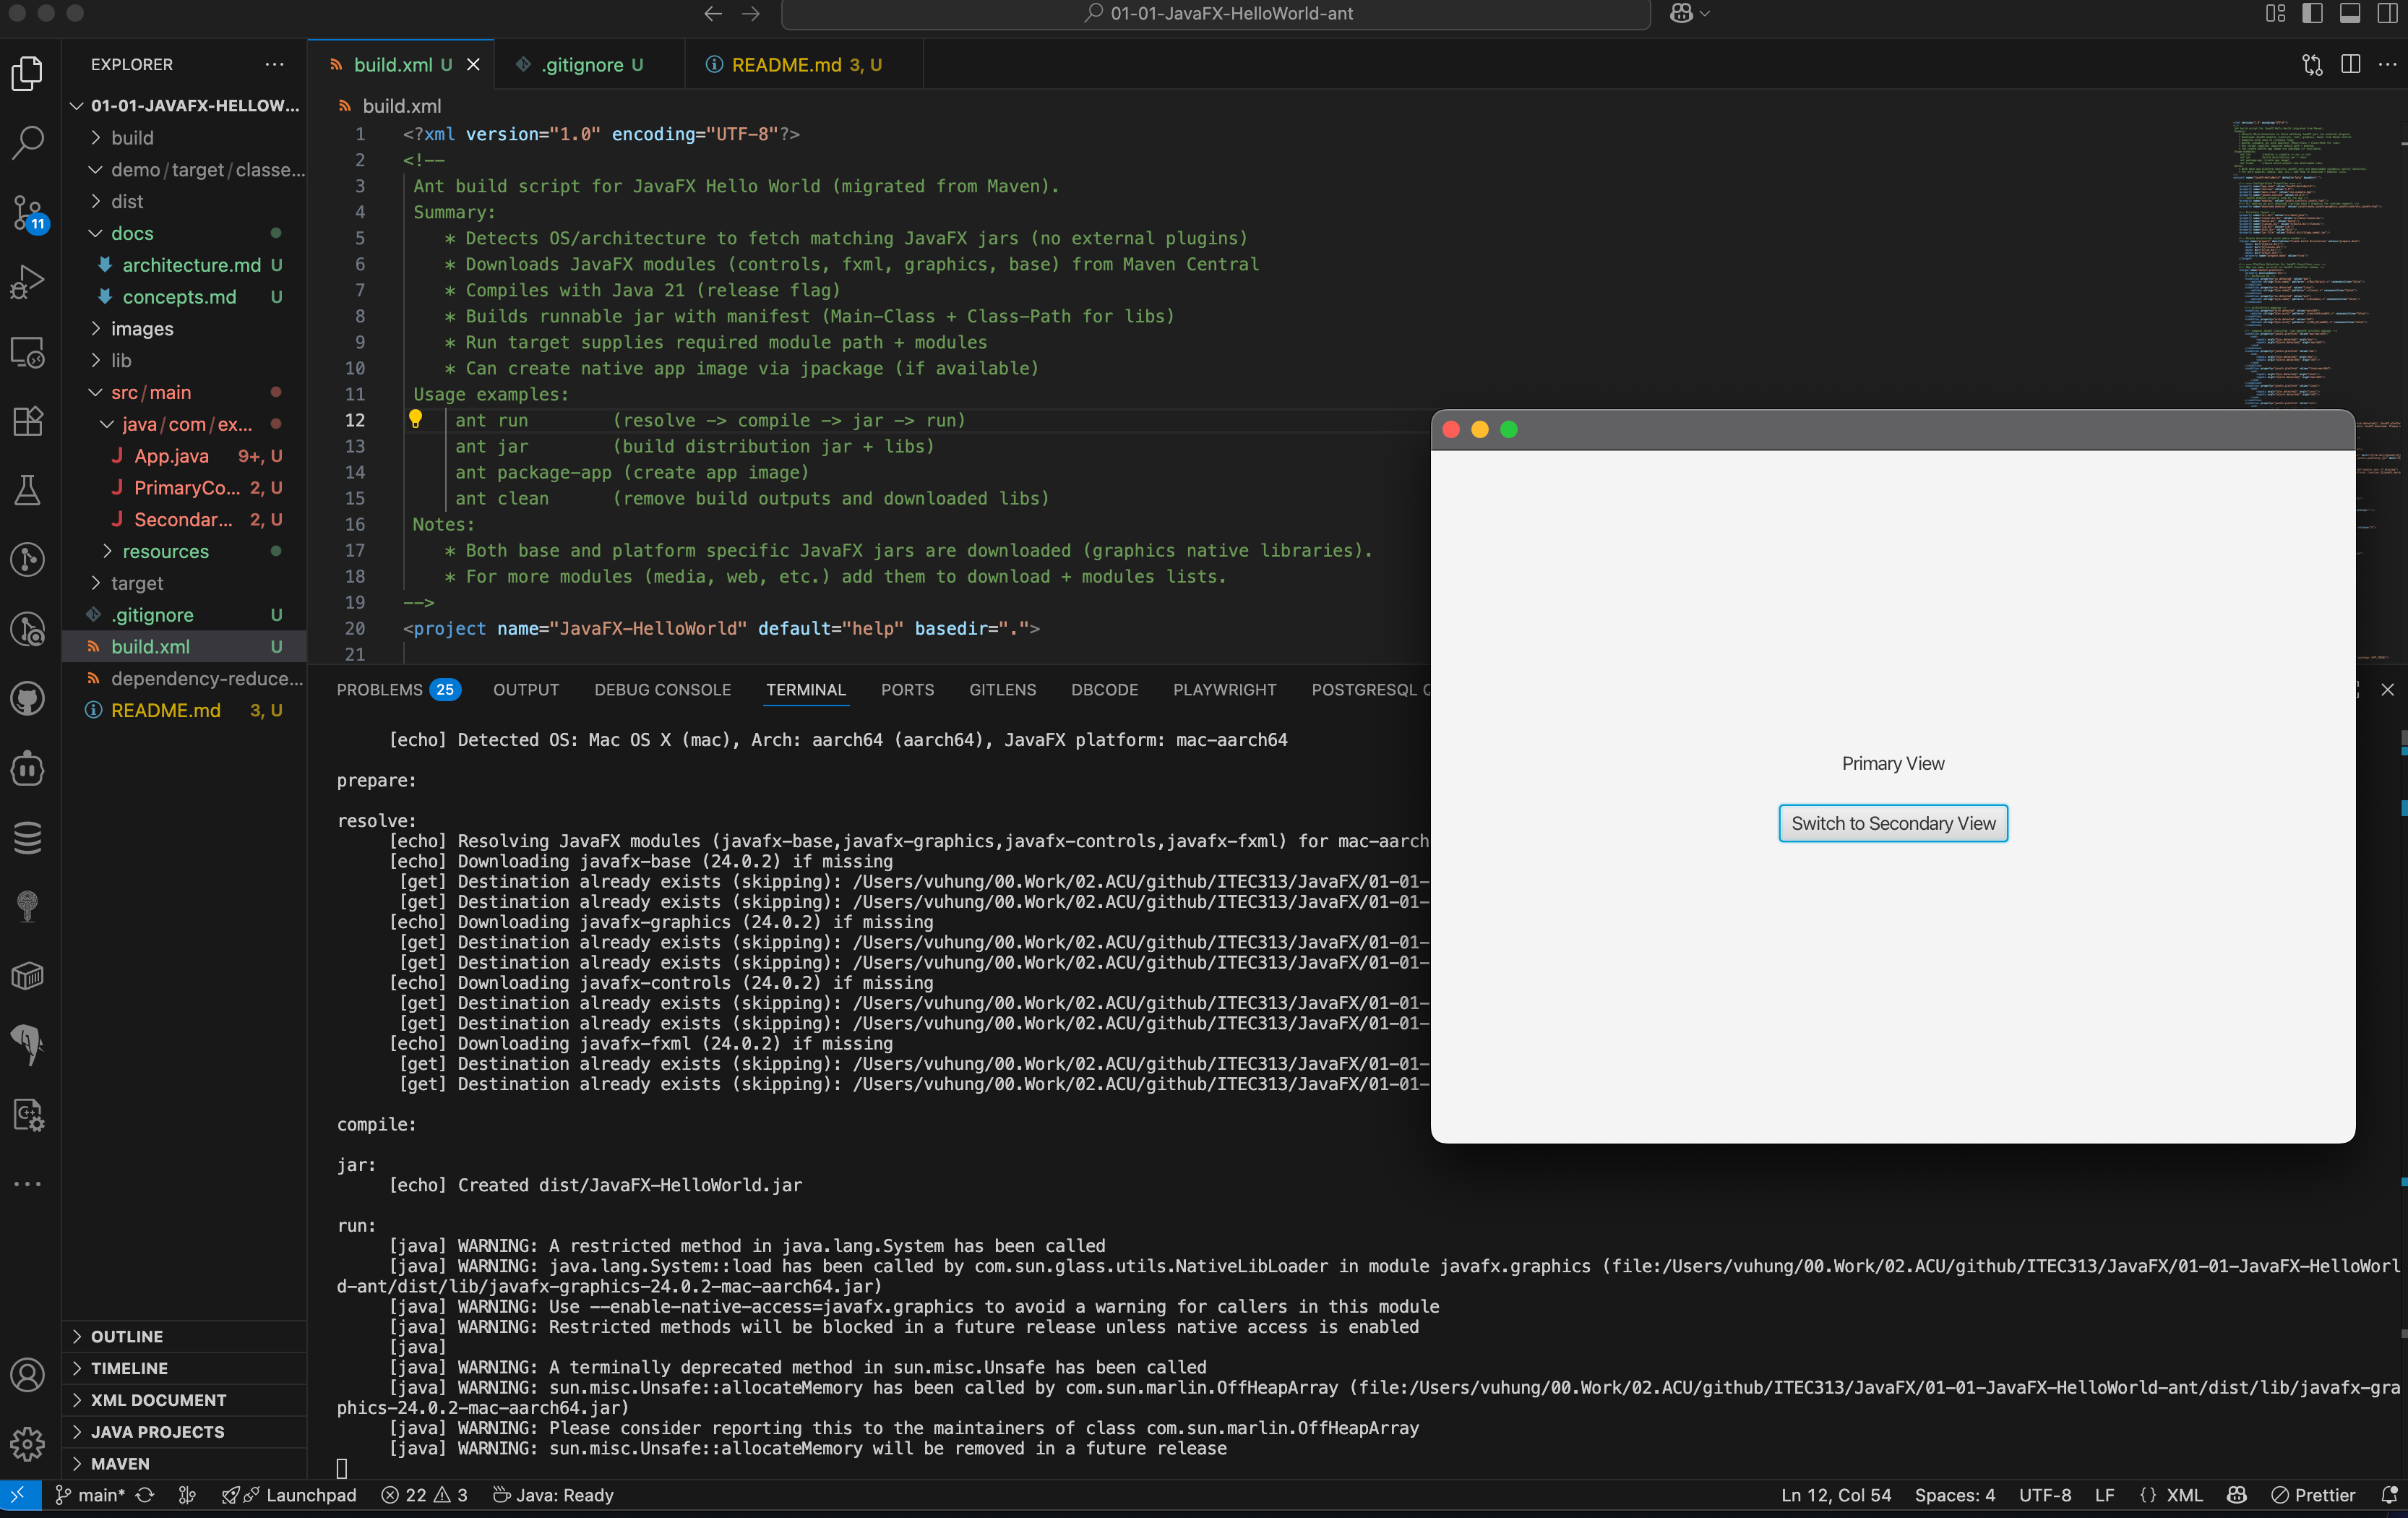 01-01-JavaFX-HelloWorld-ant
EXPLORER
01-01-JAVAFX-HELLOW...
build
demo/target/classe...
dist
docs
architecture.md U
concepts.md U
images
lib
src/main
java/com/ex...
App.java 9+, U
PrimaryCo... 2, U
Secondar... 2, U
resources
target
.gitignore U
build.xml U
dependency-reduce...
README.md 3, U
OUTLINE
TIMELINE
XML DOCUMENT
JAVA PROJECTS
MAVEN
11
build.xml U
.gitignore U
README.md 3, U
build.xml
1 <?xml version="1.0" encoding="UTF-8"?>
2 <!--
3 Ant build script for JavaFX Hello World (migrated from Maven).
4 Summary:
5 * Detects OS/architecture to fetch matching JavaFX jars (no external plugins)
6 * Downloads JavaFX modules (controls, fxml, graphics, base) from Maven Central
7 * Compiles with Java 21 (release flag)
8 * Builds runnable jar with manifest (Main-Class + Class-Path for libs)
9 * Run target supplies required module path + modules
10 * Can create native app image via jpackage (if available)
11 Usage examples:
12 ant run (resolve -> compile -> jar -> run)
13 ant jar (build distribution jar + libs)
14 ant package-app (create app image)
15 ant clean (remove build outputs and downloaded libs)
16 Notes:
17 * Both base and platform specific JavaFX jars are downloaded (graphics native libraries).
18 * For more modules (media, web, etc.) add them to download + modules lists.
19 -->
20 <project name="JavaFX-HelloWorld" default="help" basedir=".">
21
PROBLEMS 25 OUTPUT DEBUG CONSOLE TERMINAL PORTS GITLENS DBCODE PLAYWRIGHT POSTGRESQL
[echo] Detected OS: Mac OS X (mac), Arch: aarch64 (aarch64), JavaFX platform: mac-aarch64
prepare:
resolve:
[echo] Resolving JavaFX modules (javafx-base,javafx-graphics,javafx-controls,javafx-fxml) for mac-aarch
[echo] Downloading javafx-base (24.0.2) if missing
[get] Destination already exists (skipping): /Users/vuhung/00.Work/02.ACU/github/ITEC313/JavaFX/01-01-
[get] Destination already exists (skipping): /Users/vuhung/00.Work/02.ACU/github/ITEC313/JavaFX/01-01-
[echo] Downloading javafx-graphics (24.0.2) if missing
[get] Destination already exists (skipping): /Users/vuhung/00.Work/02.ACU/github/ITEC313/JavaFX/01-01-
[get] Destination already exists (skipping): /Users/vuhung/00.Work/02.ACU/github/ITEC313/JavaFX/01-01-
[echo] Downloading javafx-controls (24.0.2) if missing
[get] Destination already exists (skipping): /Users/vuhung/00.Work/02.ACU/github/ITEC313/JavaFX/01-01-
[get] Destination already exists (skipping): /Users/vuhung/00.Work/02.ACU/github/ITEC313/JavaFX/01-01-
[echo] Downloading javafx-fxml (24.0.2) if missing
[get] Destination already exists (skipping): /Users/vuhung/00.Work/02.ACU/github/ITEC313/JavaFX/01-01-
[get] Destination already exists (skipping): /Users/vuhung/00.Work/02.ACU/github/ITEC313/JavaFX/01-01-
compile:
jar:
[echo] Created dist/JavaFX-HelloWorld.jar
run:
[java] WARNING: A restricted method in java.lang.System has been called
[java] WARNING: java.lang.System::load has been called by com.sun.glass.utils.NativeLibLoader in module javafx.graphics (file:/Users/vuhung/00.Work/02.ACU/github/ITEC313/JavaFX/01-01-JavaFX-HelloWorl
d-ant/dist/lib/javafx-graphics-24.0.2-mac-aarch64.jar)
[java] WARNING: Use --enable-native-access=javafx.graphics to avoid a warning for callers in this module
[java] WARNING: Restricted methods will be blocked in a future release unless native access is enabled
[java]
[java] WARNING: A terminally deprecated method in sun.misc.Unsafe has been called
[java] WARNING: sun.misc.Unsafe::allocateMemory has been called by com.sun.marlin.OffHeapArray (file:/Users/vuhung/00.Work/02.ACU/github/ITEC313/JavaFX/01-01-JavaFX-HelloWorld-ant/dist/lib/javafx-gra
phics-24.0.2-mac-aarch64.jar)
[java] WARNING: Please consider reporting this to the maintainers of class com.sun.marlin.OffHeapArray
[java] WARNING: sun.misc.Unsafe::allocateMemory will be removed in a future release
Primary View
Switch to Secondary View
main* Launchpad 22 3 Java: Ready Ln 12, Col 54 Spaces: 4 UTF-8 LF {} XML Prettier